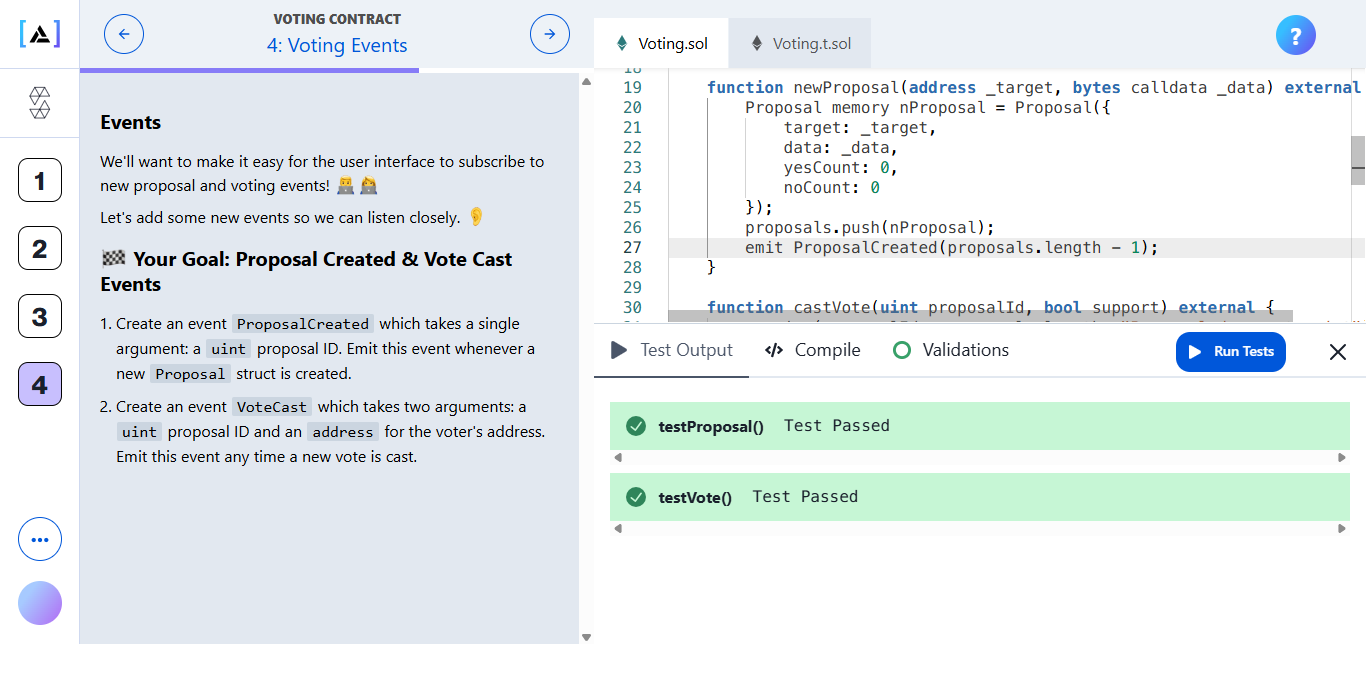 [A]
VOTING CONTRACT
4: Voting Events
1
2
3
4
Events
We'll want to make it easy for the user interface to subscribe to
new proposal and voting events! 👨‍💻 🙋
Let's add some new events so we can listen closely. 👂
🏁 Your Goal: Proposal Created & Vote Cast
Events
1. Create an event ProposalCreated which takes a single
argument: a uint proposal ID. Emit this event whenever a
new Proposal struct is created.
2. Create an event VoteCast which takes two arguments: a
uint proposal ID and an address for the voter's address.
Emit this event any time a new vote is cast.
Voting.sol
Voting.t.sol
?
18
19 function newProposal(address _target, bytes calldata _data) external
20 Proposal memory nProposal = Proposal({
21 target: _target,
22 data: _data,
23 yesCount: 0,
24 noCount: 0
25 });
26 proposals.push(nProposal);
27 emit ProposalCreated(proposals.length - 1);
28 }
29
30 function castVote(uint proposalId, bool support) external {
Test Output
</> Compile
Validations
Run Tests
testProposal() Test Passed
testVote() Test Passed